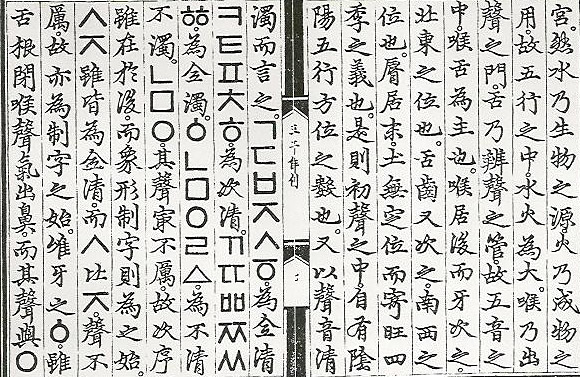 宮。然水乃生物之源。火乃成物之
用。故五行之中。水火為大。喉乃出
聲之門。舌乃辨聲之管。故五音之
中。喉舌為主也。喉居後而牙次之。
北東之位也。舌齒又次之。南西之
位也。脣居末。土無定位而寄旺四
季之義也。是則初聲之中。自有陰
陽五行方位之數也。又以聲音清
濁而言之。ㄱㄷㅂㅈㅅㆆ。為全清。
ㅋㅌㅍㅊㅎ。為次清。ㄲㄸㅃㅉㅆ
ㆅ。為全濁。ㆁㄴㅁㅇㄹㅿ。為不清
不濁。ㄴㅁㅇ。其聲㝡不厲。故次序
雖在於後。而象形制字則為之始。
ㅅㅈ雖皆為全清。而ㅅ比ㅈ。聲不
厲。故亦為制字之始。唯牙之ㆁ。雖
舌根閉喉聲氣出鼻。而其聲與ㅇ